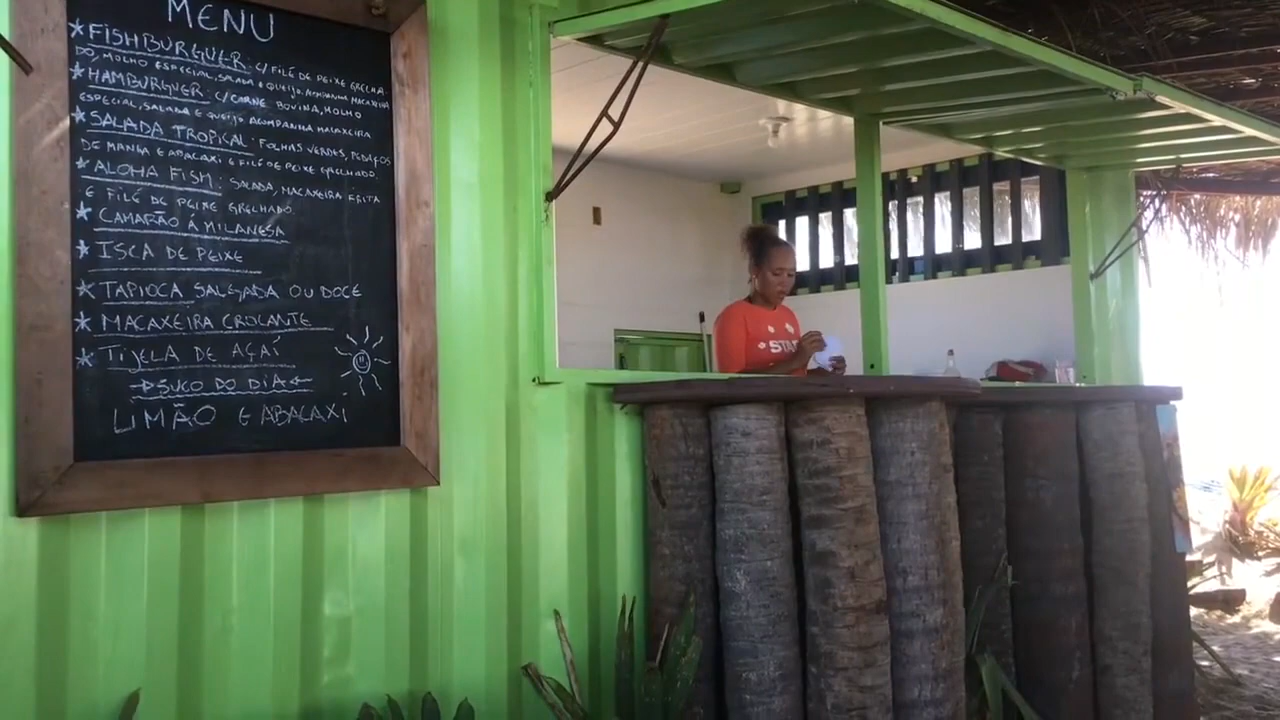 MENU
★FISHBURGUER: C/ FILÉ DE PEIXE GRELHA-
DO, MOLHO ESPECIAL, SALADA E QUEIJO. ACOMPANHA MACAXEIRA
★HAMBURGUER: C/ CARNE BOVINA, MOLHO
ESPECIAL, SALADA E QUEIJO ACOMPANHA MACAXEIRA
★SALADA TROPICAL: FOLHAS VERDES, PEDAÇOS
DE MANGA E ABACAXI E FILÉ DE PEIXE GRELHADO.
★ALOHA FISH: SALADA, MACAXEIRA FRITA
E FILÉ DE PEIXE GRELHADO.
★CAMARÃO Á MILANESA
★ISCA DE PEIXE
★TAPIOCA SALGADA OU DOCE
★MACAXEIRA CROCANTE
★TIJELA DE AÇAÍ
SUCO DO DIA
LIMÃO E ABACAXI
STAF